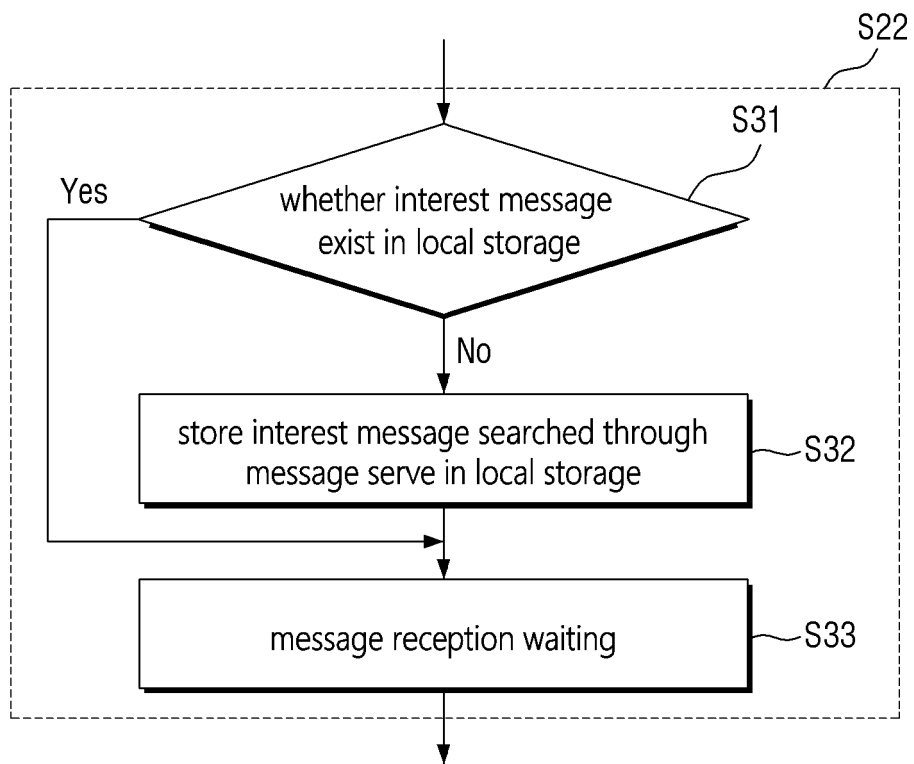 S22
S31
Yes
whether interest message
exist in local storage
No
store interest message searched through
message serve in local storage
S32
message reception waiting
S33